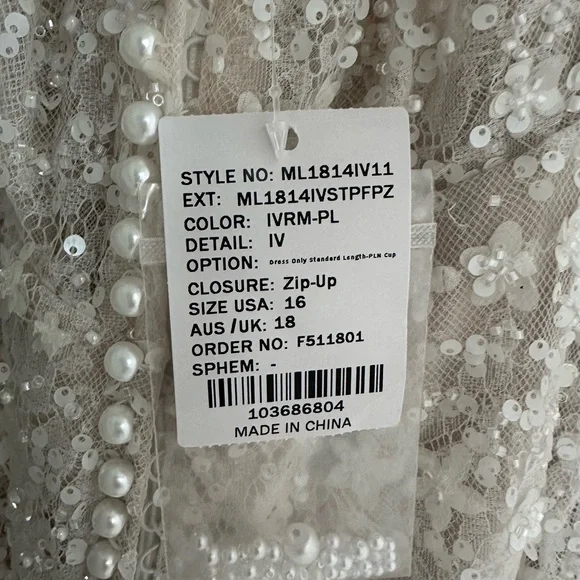 STYLE NO: ML1814IV11
EXT: ML1814IVSTPFPZ
COLOR: IVRM-PL
DETAIL: IV
OPTION: Dress Only Standard Length-PLN Cup
CLOSURE: Zip-Up
SIZE USA: 16
AUS /UK: 18
ORDER NO: F511801
SPHEM: -
103686804
MADE IN CHINA